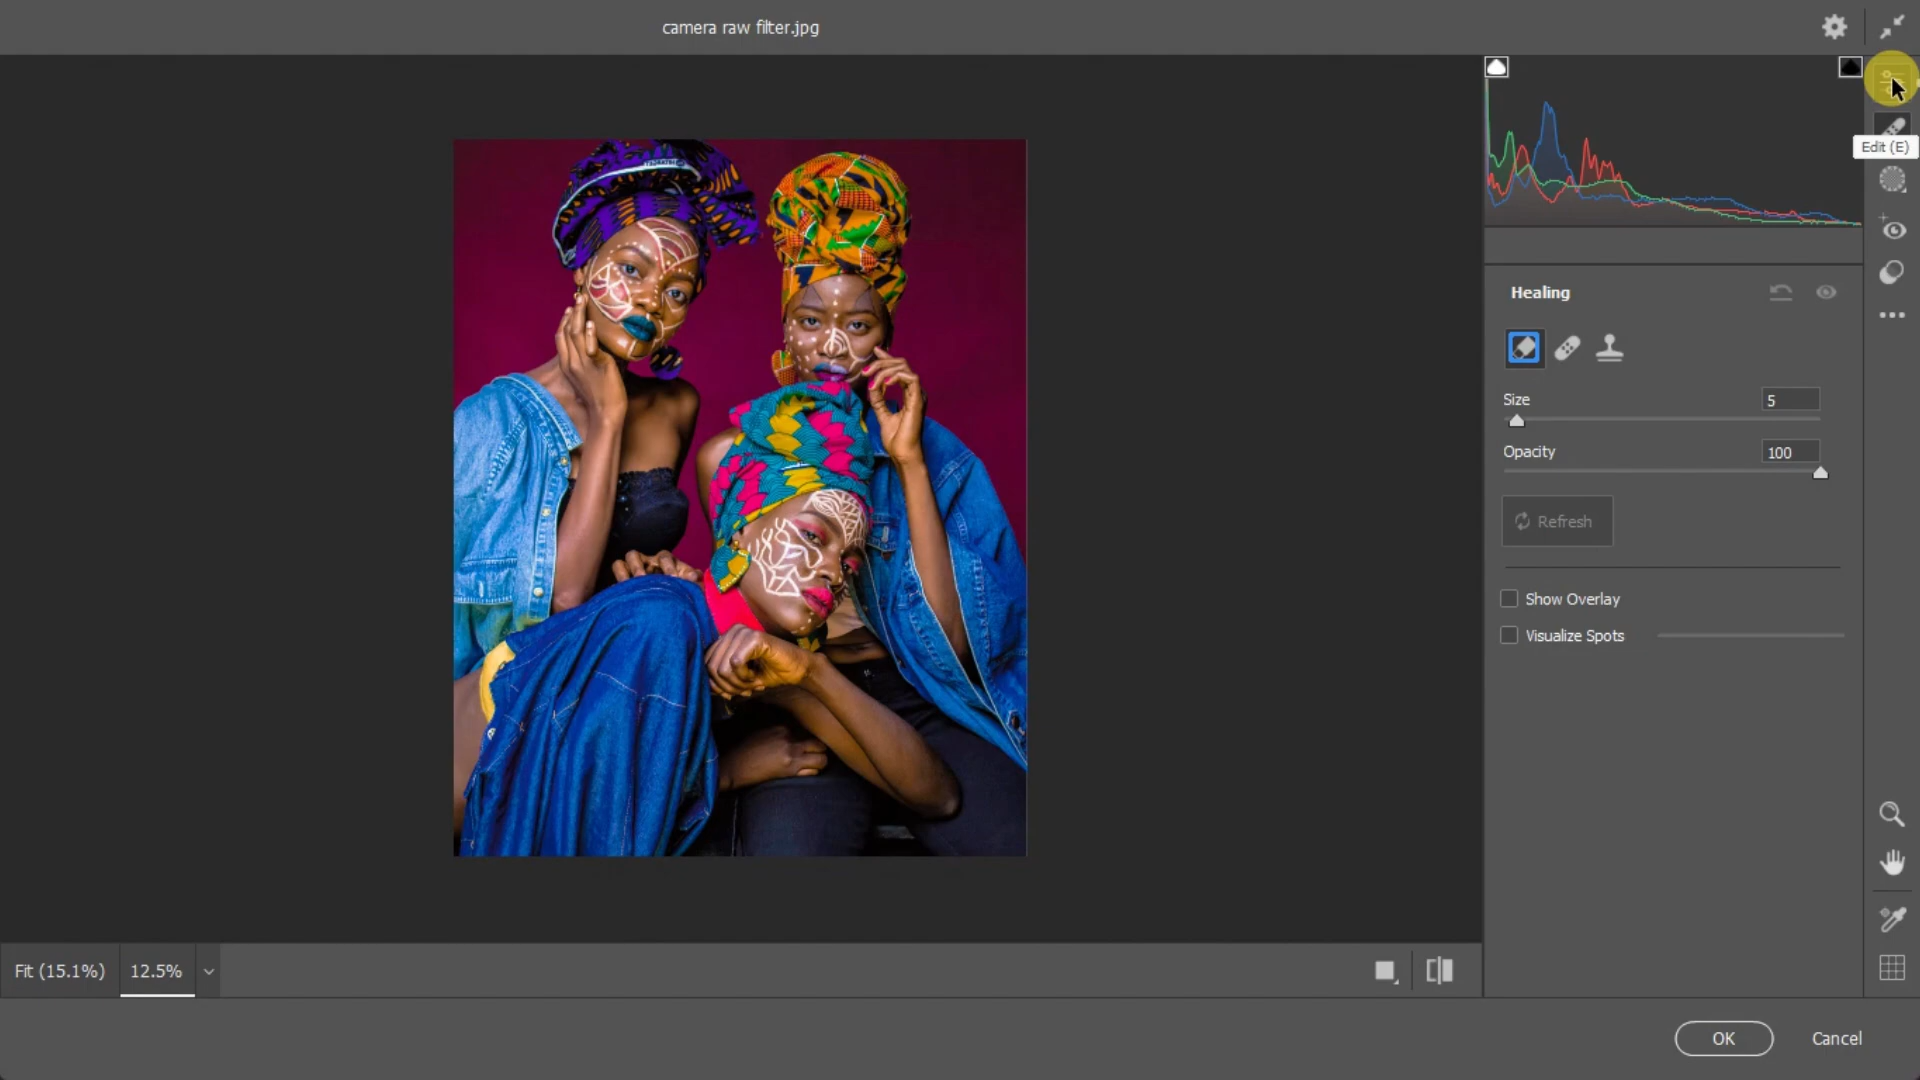 camera raw filter.jpg
Edit (E)
Healing
Size
5
Opacity
100
Refresh
Show Overlay
Visualize Spots
Fit (15.1%)
12.5%
OK
Cancel